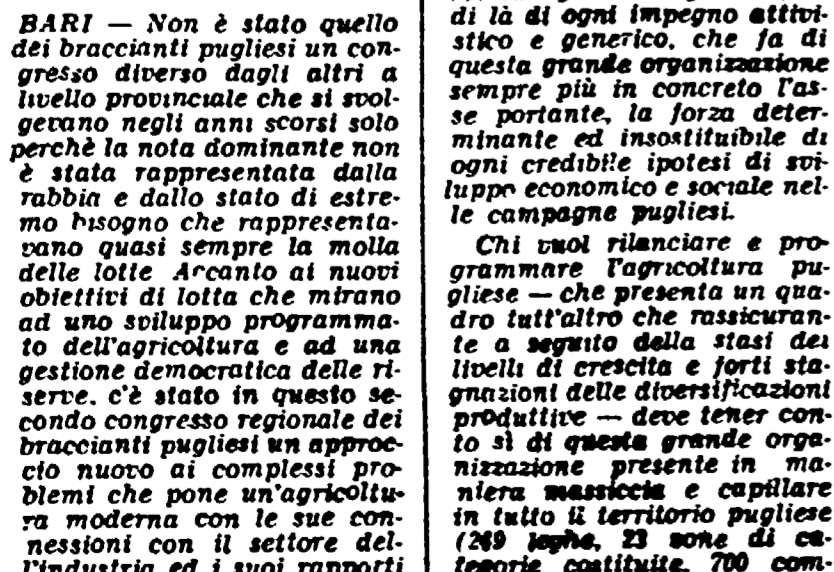 BARI — Non è stato quello
dei braccianti pugliesi un con-
gresso diverso dagli altri a
livello provinciale che si svol-
gevano negli anni scorsi solo
perchè la nota dominante non
è stata rappresentata dalla
rabbia e dallo stato di estre-
mo bisogno che rappresenta-
vano quasi sempre la molla
delle lotte Accanto ai nuovi
obiettivi di lotta che mirano
ad uno sviluppo programma-
to dell'agricoltura e ad una
gestione democratica delle ri-
serve. c'è stato in questo se-
condo congresso regionale dei
braccianti pugliesi un approc-
cio nuovo ai complessi pro-
blemi che pone un'agricoltu-
ra moderna con le sue con-
nessioni con il settore del-
l'industria ed i suoi rapporti
di là di ogni impegno attivi-
stico e generico, che fa di
questa grande organizzazione
sempre più in concreto l'as-
se portante, la forza deter-
minante ed insostituibile di
ogni credibile ipotesi di svi-
luppo economico e sociale nel-
le campagne pugliesi.
Chi vuol rilanciare e pro-
grammare l'agricoltura pu-
gliese — che presenta un qua-
dro tutt'altro che rassicuran-
te a seguito della stasi dei
livelli di crescita e forti sta-
gnazioni delle diversificazioni
produttive — deve tener con-
to sì di questa grande orga-
nizzazione presente in ma-
niera massiccia e capillare
in tutto il territorio pugliese
(249 leghe, 23 zone di ca-
tegorie costituite, 700 com-